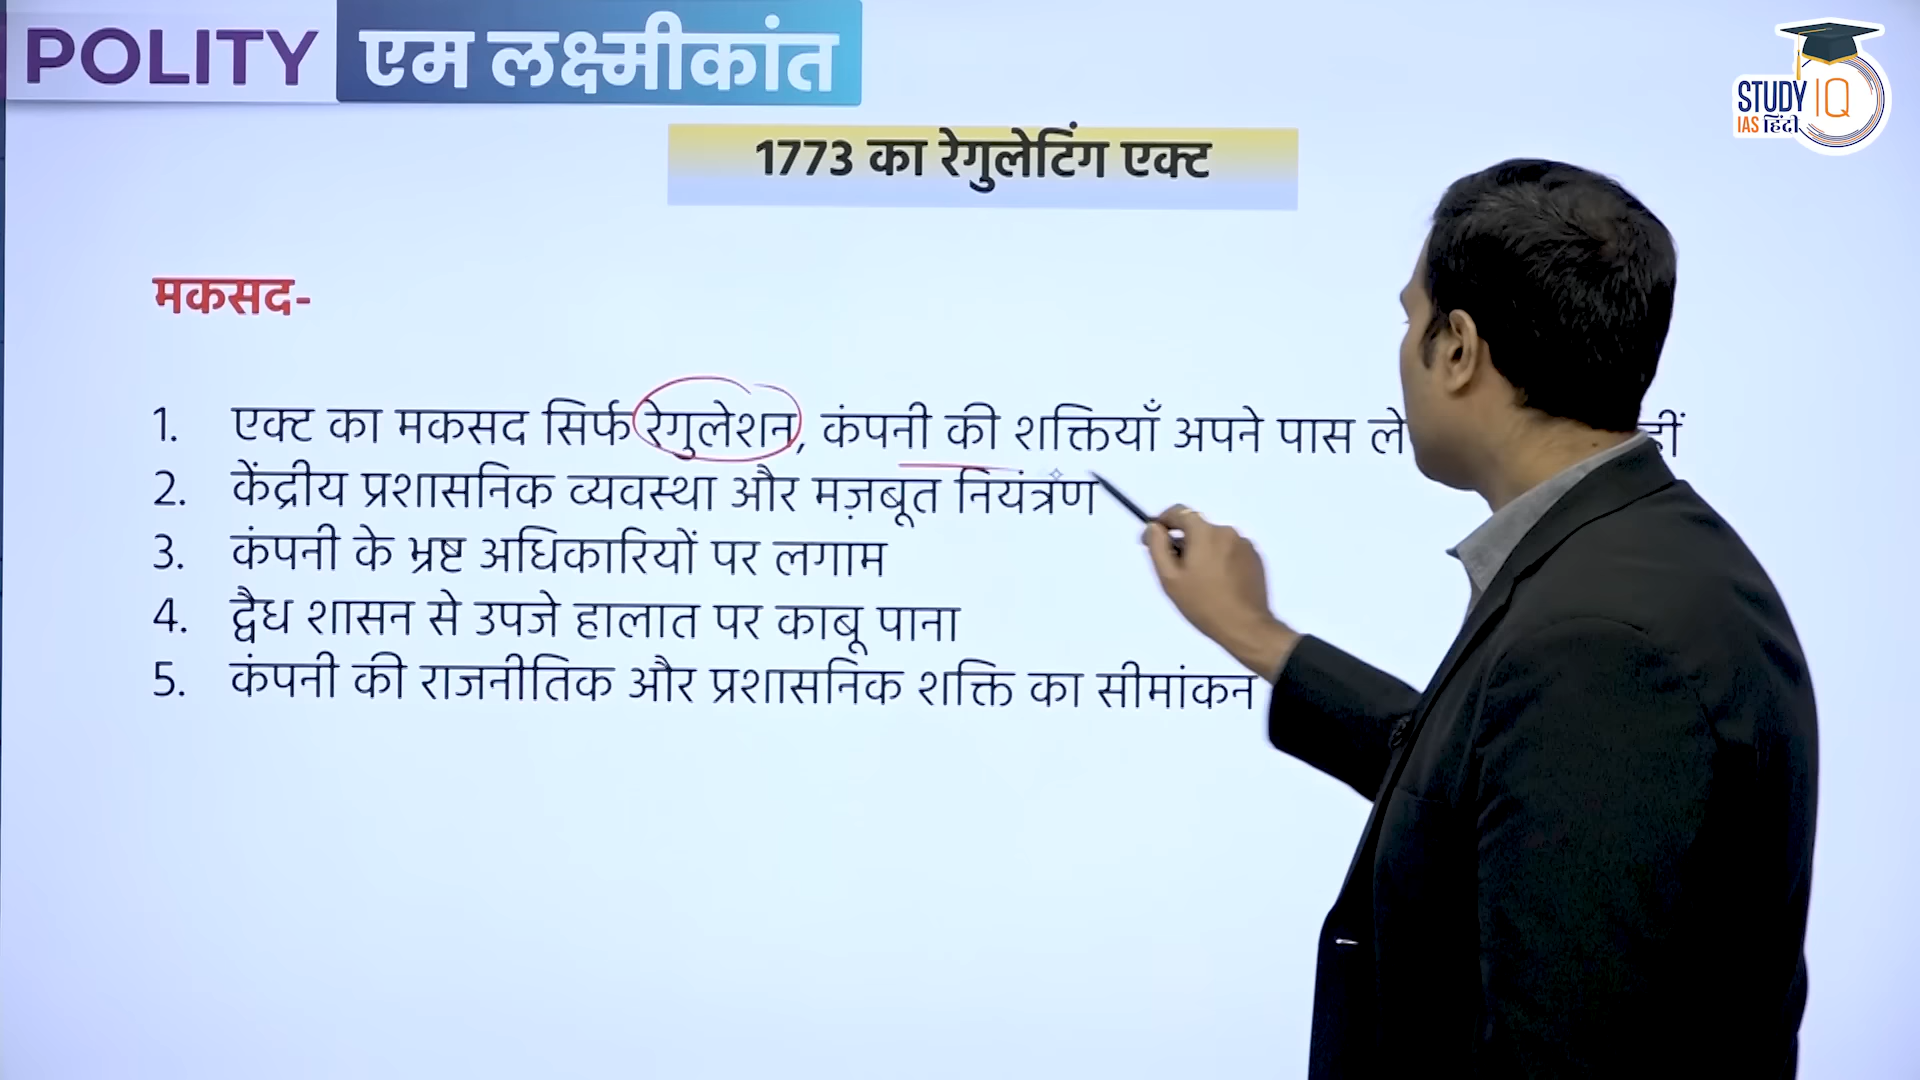 POLITY एम लक्ष्मीकांत
STUDY IQ
IAS हिंदी
1773 का रेगुलेटिंग एक्ट
मकसद-
1. एक्ट का मकसद सिर्फ रेगुलेशन, कंपनी की शक्तियाँ अपने पास ले
2. केंद्रीय प्रशासनिक व्यवस्था और मज़बूत नियंत्रण
3. कंपनी के भ्रष्ट अधिकारियों पर लगाम
4. द्वैध शासन से उपजे हालात पर काबू पाना
5. कंपनी की राजनीतिक और प्रशासनिक शक्ति का सीमांकन